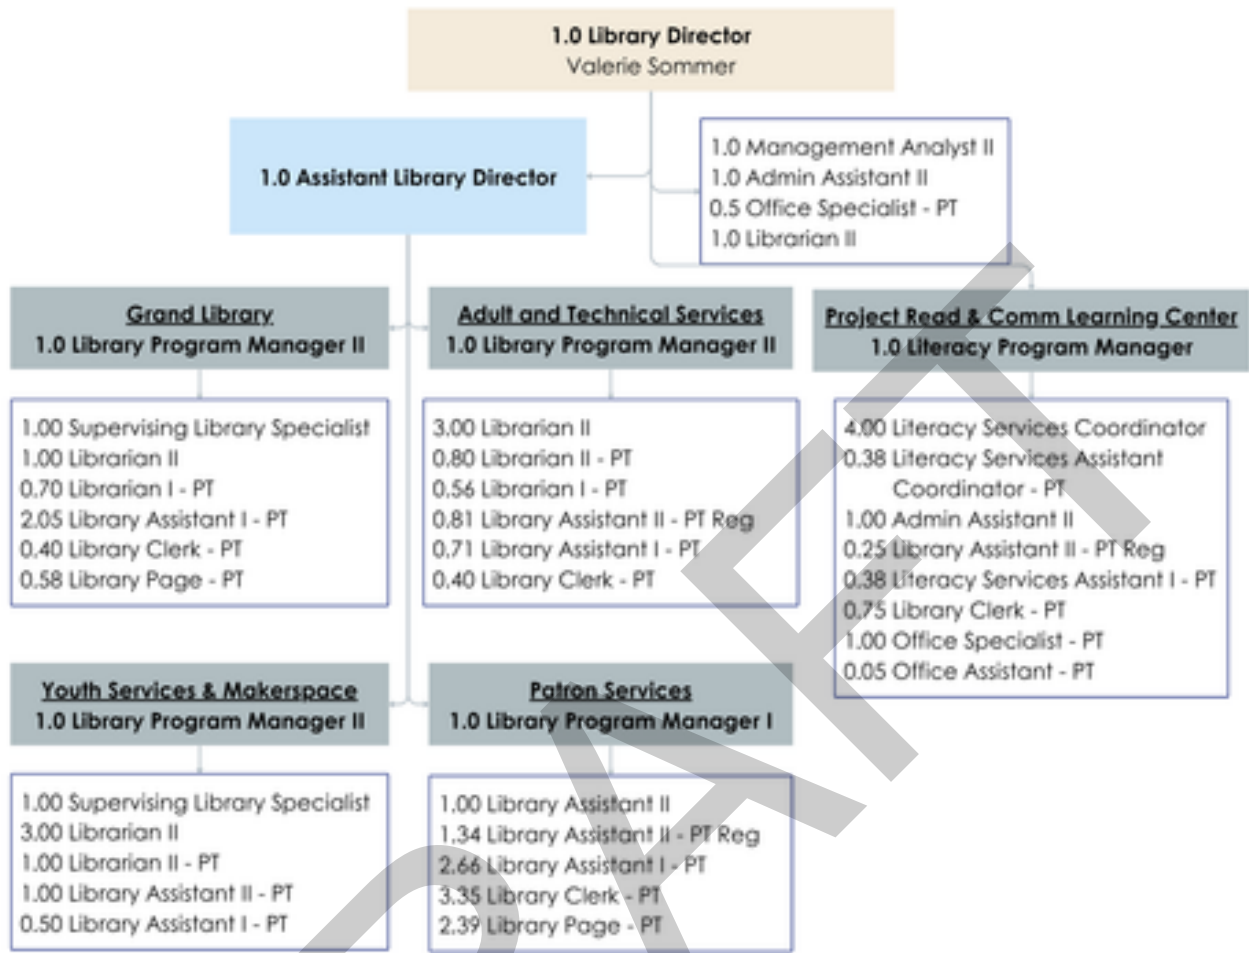 1.0 Library Director
Valerie Sommer
1.0 Assistant Library Director
1.0 Management Analyst II
1.0 Admin Assistant II
0.5 Office Specialist - PT
1.0 Librarian II
Grand Library
1.0 Library Program Manager II
1.00 Supervising Library Specialist
1.00 Librarian II
0.70 Librarian I - PT
2.05 Library Assistant I - PT
0.40 Library Clerk - PT
0.58 Library Page - PT
Adult and Technical Services
1.0 Library Program Manager II
3.00 Librarian II
0.80 Librarian II - PT
0.56 Librarian I - PT
0.81 Library Assistant II - PT Reg
0.71 Library Assistant I - PT
0.40 Library Clerk - PT
Project Read & Comm Learning Center
1.0 Literacy Program Manager
4.00 Literacy Services Coordinator
0.38 Literacy Services Assistant
Coordinator - PT
1.00 Admin Assistant II
0.25 Library Assistant II - PT Reg
0.38 Literacy Services Assistant I - PT
0.75 Library Clerk - PT
1.00 Office Specialist - PT
0.05 Office Assistant - PT
Youth Services & Makerspace
1.0 Library Program Manager II
1.00 Supervising Library Specialist
3.00 Librarian II
1.00 Librarian II - PT
1.00 Library Assistant II - PT
0.50 Library Assistant I - PT
Patron Services
1.0 Library Program Manager I
1.00 Library Assistant II
1.34 Library Assistant II - PT Reg
2.66 Library Assistant I - PT
3.35 Library Clerk - PT
2.39 Library Page - PT
DRAFT